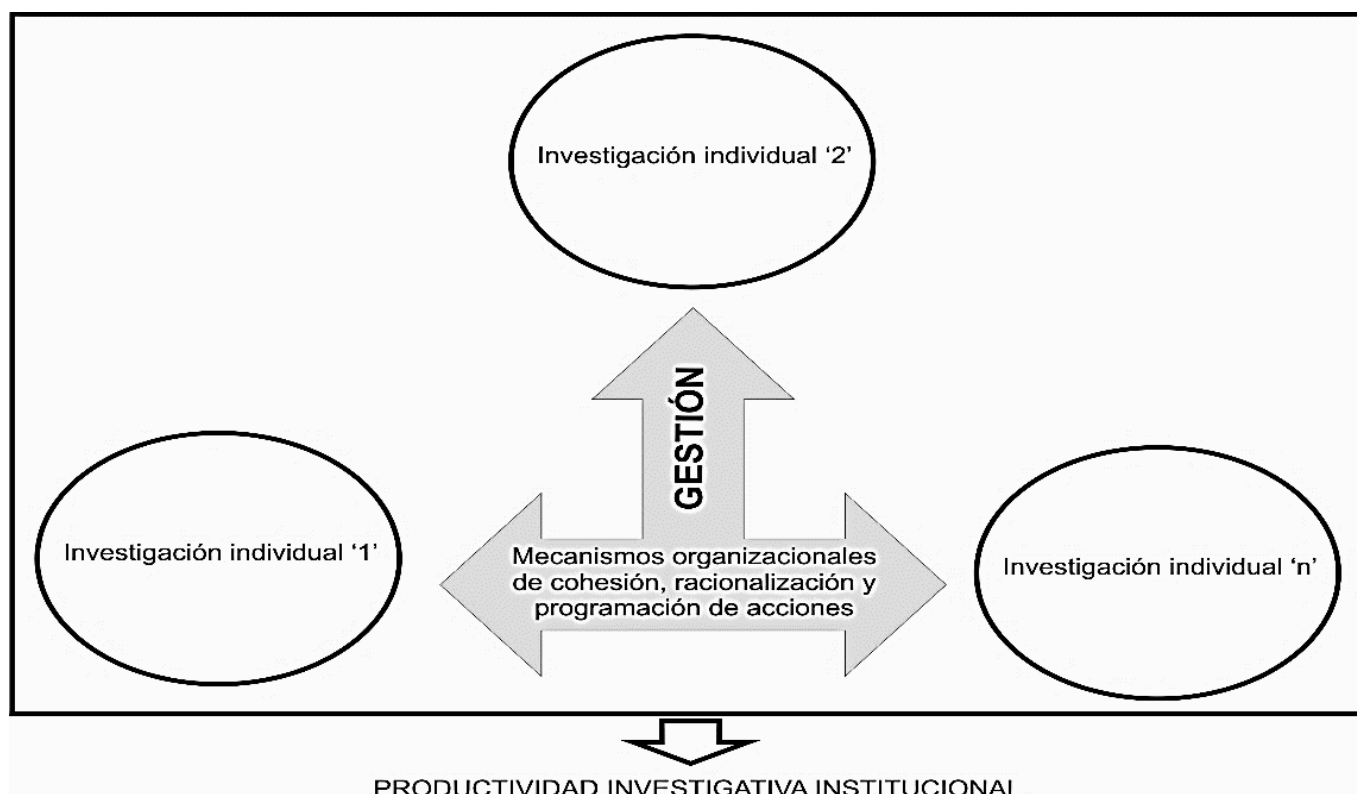 Investigación individual ‘2’
GESTIÓN
Investigación individual ‘1’
Mecanismos organizacionales
de cohesión, racionalización y
programación de acciones
Investigación individual ‘n’
PRODUCTIVIDAD INVESTIGATIVA INSTITUCIONAL